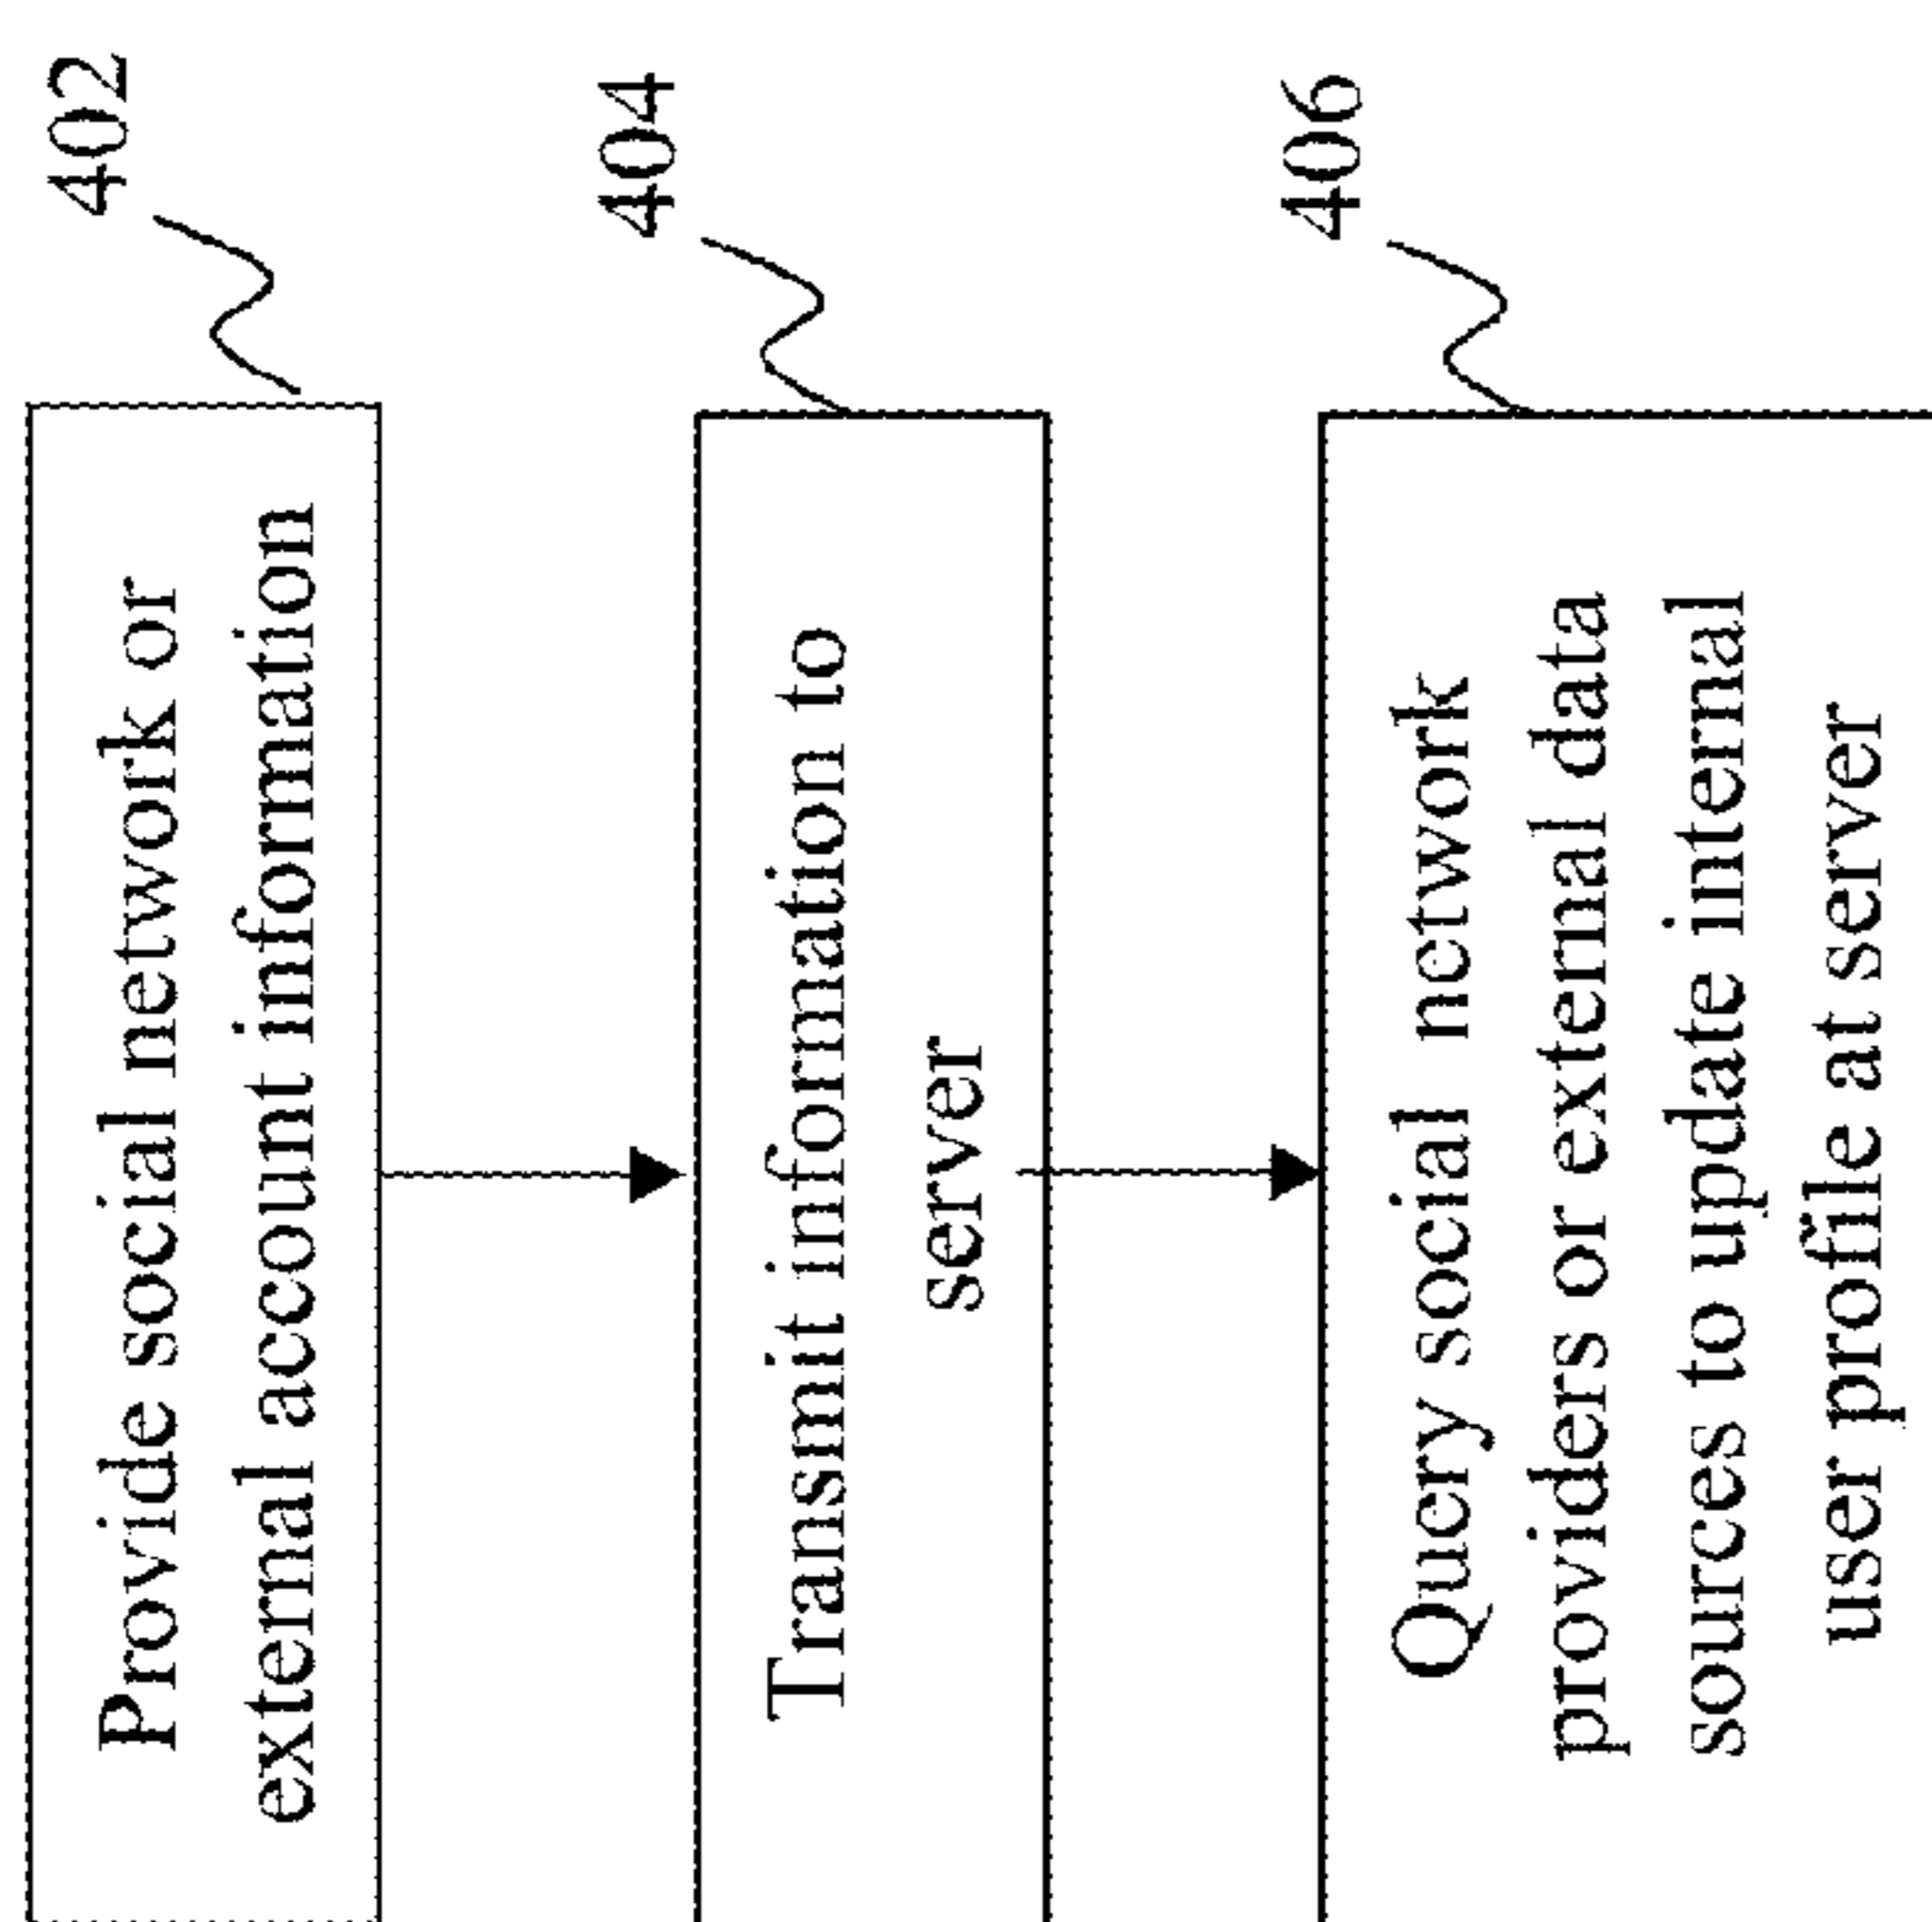 402
Provide social network or
external account information
404
Transmit information to
server
406
Query social network
providers or external data
sources to update internal
user profile at server